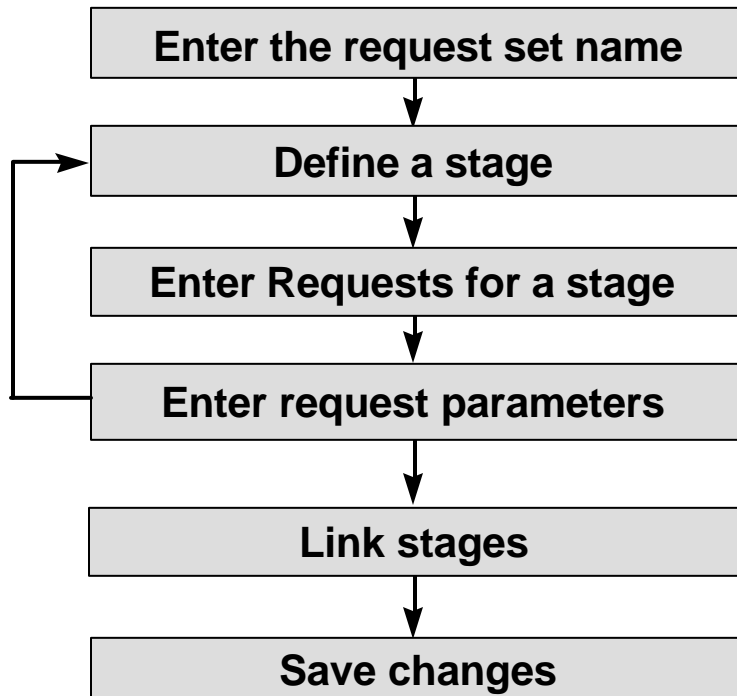 Enter the request set name
Define a stage
Enter Requests for a stage
Enter request parameters
Link stages
Save changes